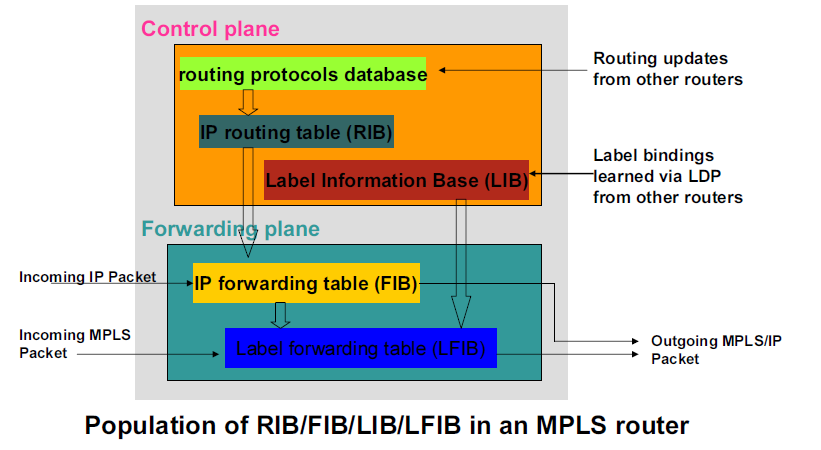 Control plane
routing protocols database
Routing updates
from other routers
IP routing table (RIB)
Label Information Base (LIB)
Label bindings
learned via LDP
from other routers
Forwarding plane
Incoming IP Packet
IP forwarding table (FIB)
Incoming MPLS
Packet
Label forwarding table (LFIB)
Outgoing MPLS/IP
Packet
Population of RIB/FIB/LIB/LFIB in an MPLS router